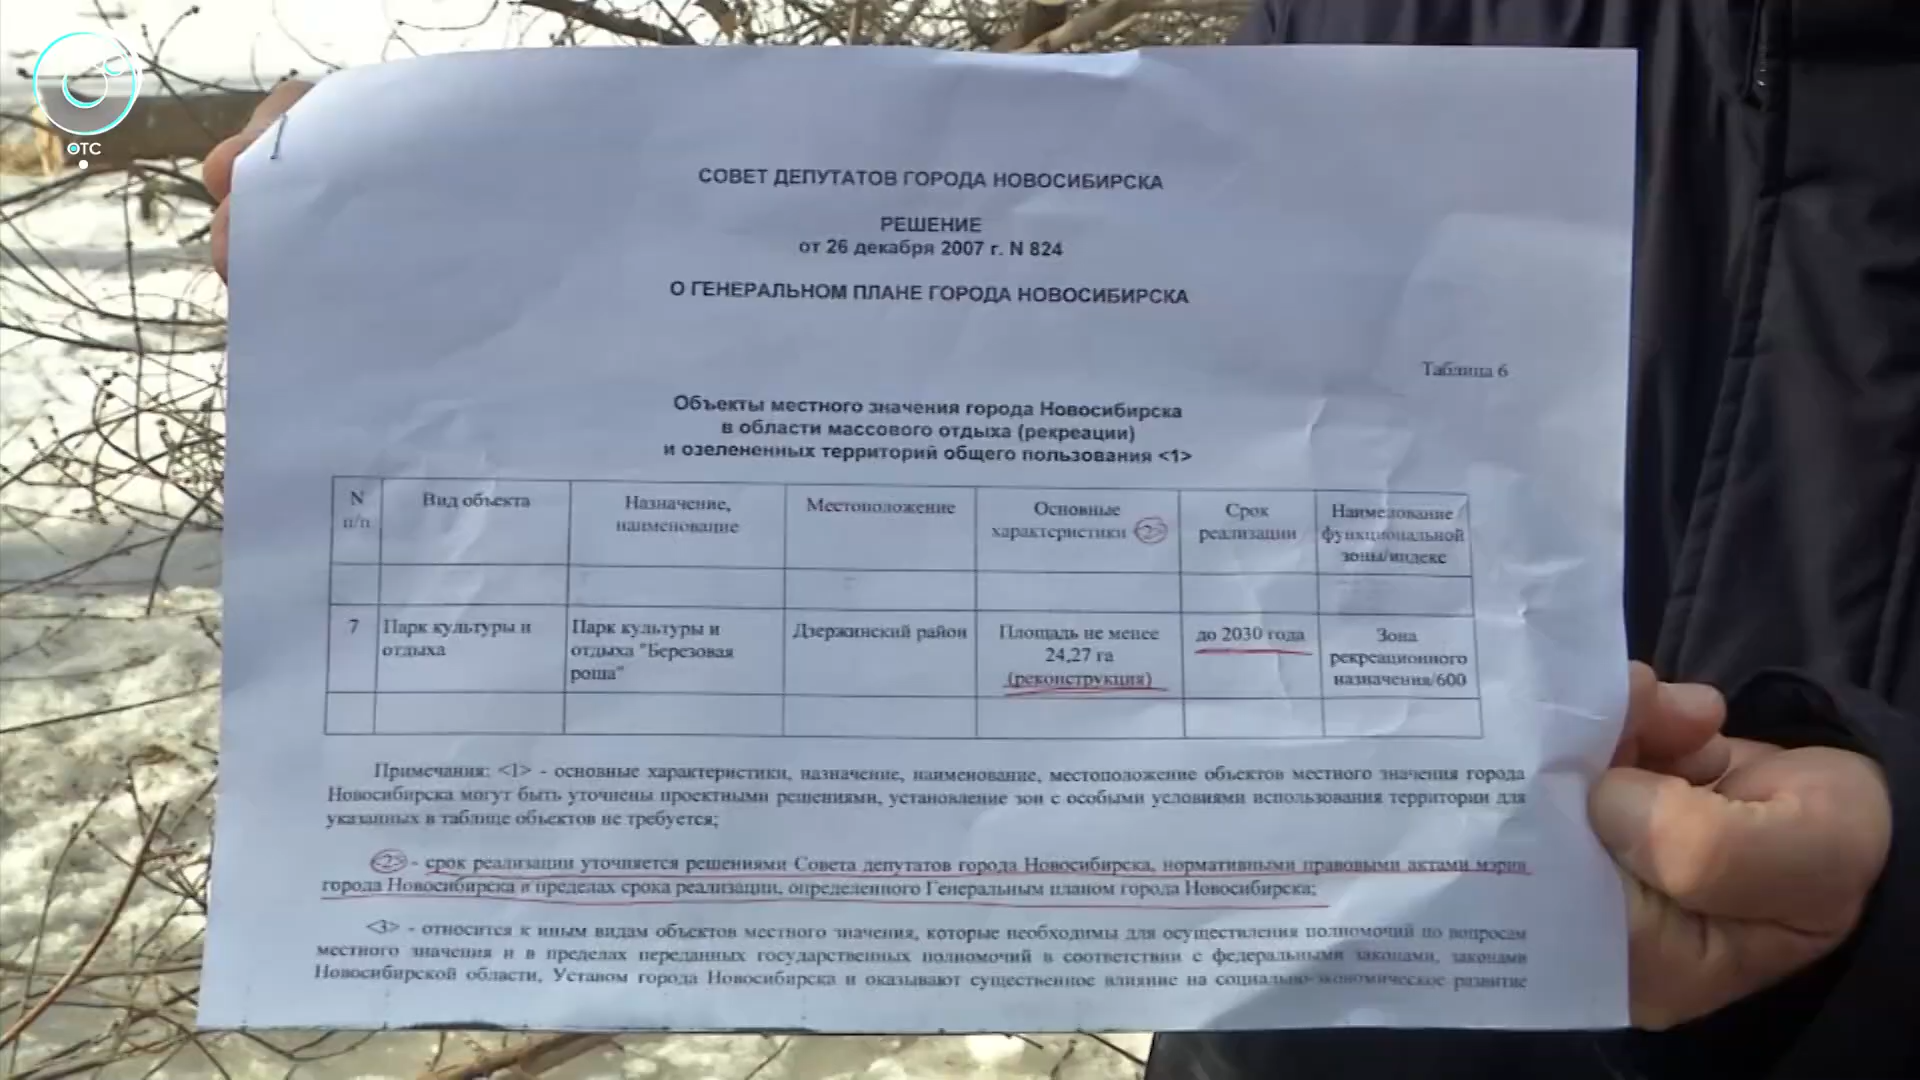 ОТС
СОВЕТ ДЕПУТАТОВ ГОРОДА НОВОСИБИРСКА
РЕШЕНИЕ
от 26 декабря 2007 г. N 824
О ГЕНЕРАЛЬНОМ ПЛАНЕ ГОРОДА НОВОСИБИРСКА
Таблица 6
Объекты местного значения города Новосибирска
в области массового отдыха (рекреации)
и озелененных территорий общего пользования <1>
N
п/п
Вид объекта
Назначение,
наименование
Местоположение
Основные
характеристики <2>
Срок
реализации
Наименование /
функциональной
зоны/индекс
7
Парк культуры и
отдыха
Парк культуры и
отдыха "Березовая
роща"
Дзержинский район
Площадь не менее
24,27 га
(реконструкция)
до 2030 года
Зона
рекреационного
назначения/600
Примечания: <1> - основные характеристики, назначение, наименование, местоположение объектов местного значения города
Новосибирска могут быть уточнены проектными решениями, установление зон с особыми условиями использования территории для
указанных в таблице объектов не требуется;
<2> - срок реализации уточняется решениями Совета депутатов города Новосибирска, нормативными правовыми актами мэрии
города Новосибирска в пределах срока реализации, определенного Генеральным планом города Новосибирска;
<3> - относится к иным видам объектов местного значения, которые необходимы для осуществления полномочий по вопросам
местного значения и в пределах переданных государственных полномочий в соответствии с федеральными законами, законами
Новосибирской области, Уставом города Новосибирска и оказывают существенное влияние на социально-экономическое развитие